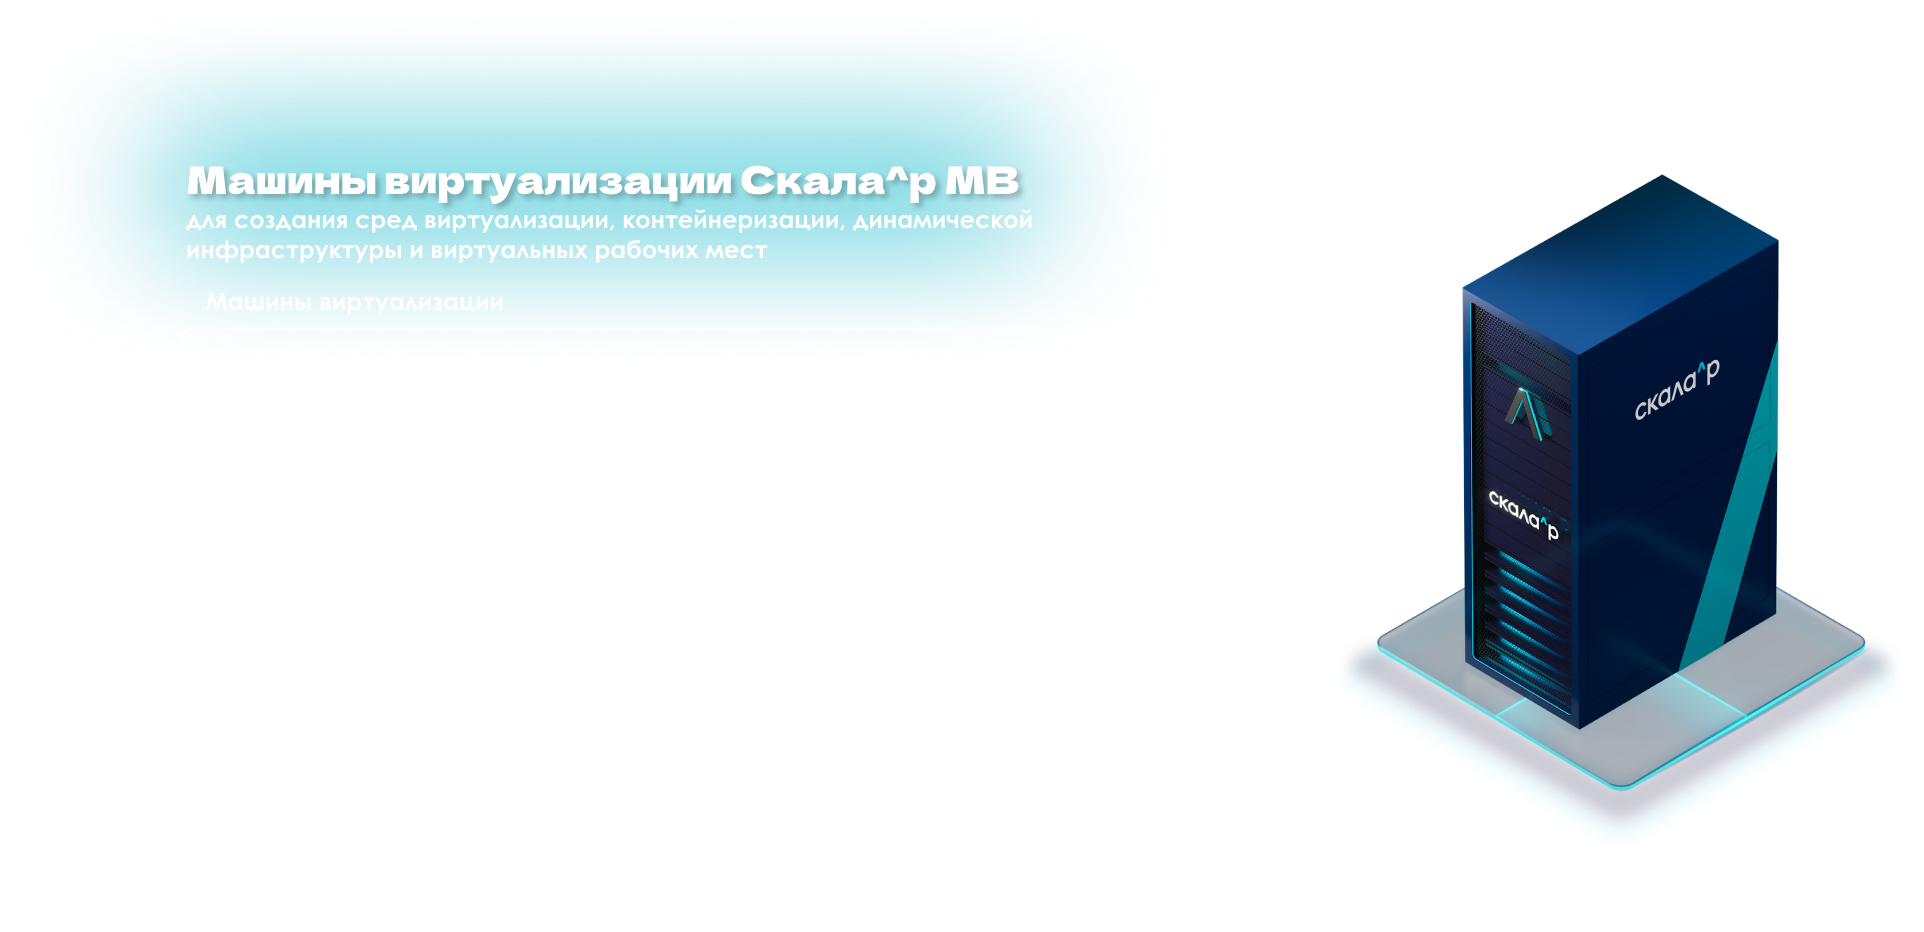 Машины виртуализации Скала^р МВ
для создания сред виртуализации, контейнеризации, динамической
инфраструктуры и виртуальных рабочих мест
Машины виртуализации
скала^р
скала^р